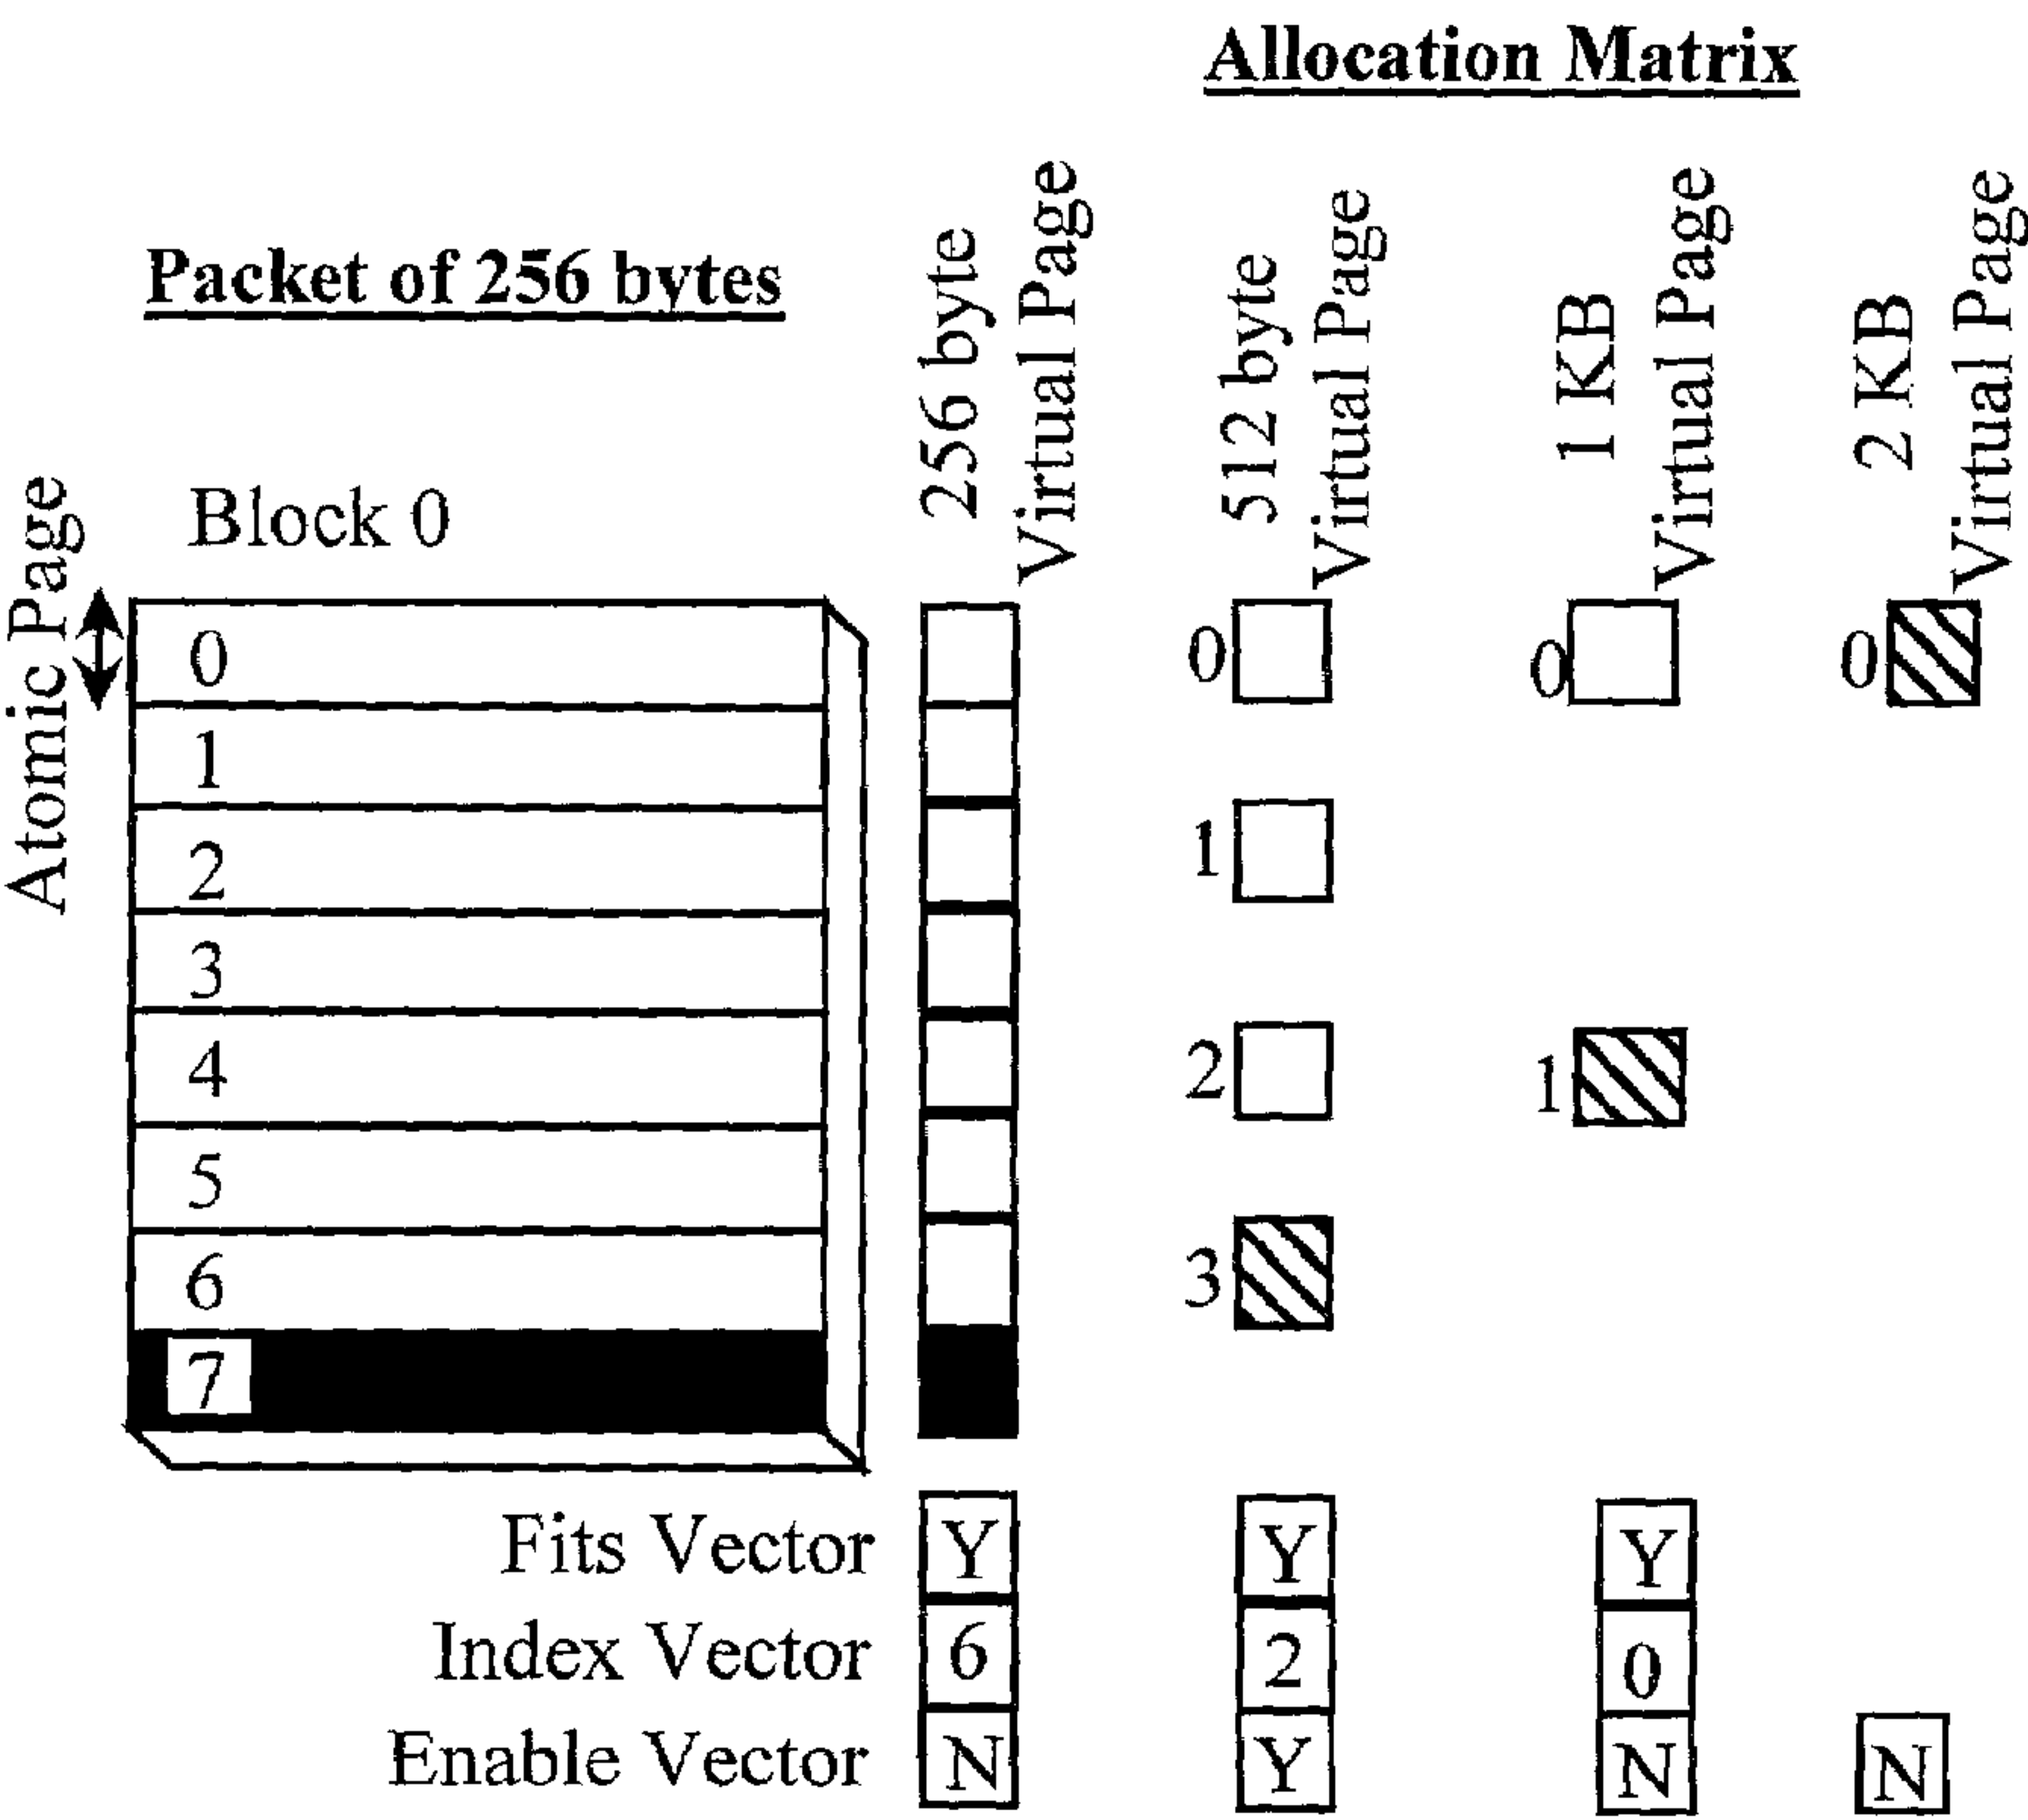 Allocation Matrix
Packet of 256 bytes
256 byte
Virtual Page
512 byte
Virtual Page
1 KB
Virtual Page
2 KB
Virtual Page
Atomic Page
Block 0
0 0 0 0
1
1
2
3
4 2 1
5
6 3
7
Fits Vector Y Y Y
Index Vector 6 2 0
Enable Vector N Y N N